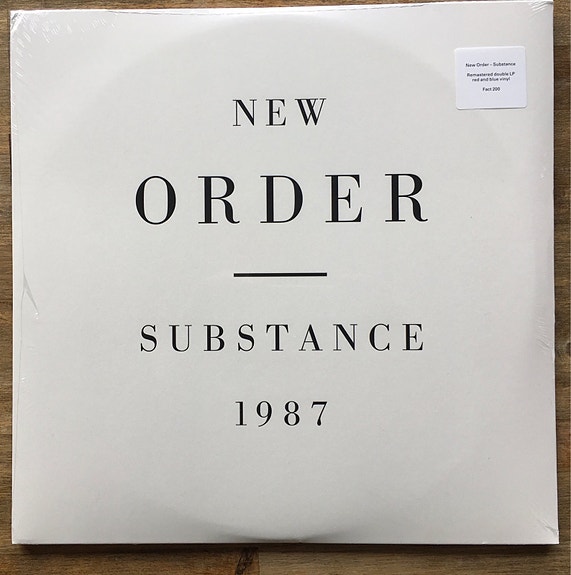 NEW
ORDER
SUBSTANCE
1987
New Order - Substance
Remastered double LP
red and blue vinyl
Fact 200